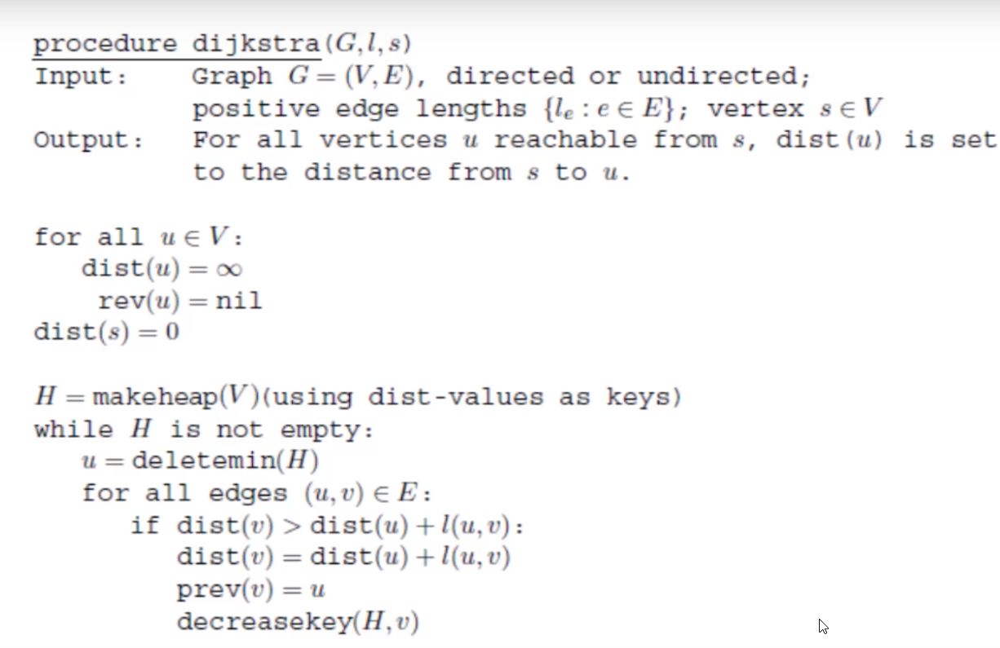 procedure dijkstra(G,l,s)
Input: Graph G = (V,E), directed or undirected;
positive edge lengths {lₑ : e ∈ E}; vertex s ∈ V
Output: For all vertices u reachable from s, dist(u) is set
to the distance from s to u.
for all u ∈ V:
dist(u) = ∞
rev(u) = nil
dist(s) = 0
H = makeheap(V)(using dist-values as keys)
while H is not empty:
u = deletemin(H)
for all edges (u,v) ∈ E:
if dist(v) > dist(u) + l(u,v):
dist(v) = dist(u) + l(u,v)
prev(v) = u
decreasekey(H,v)